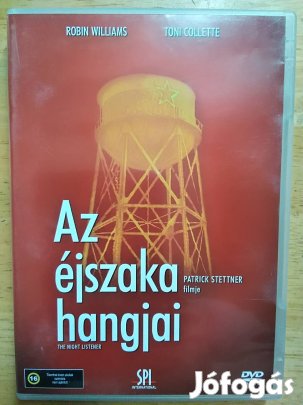 ROBIN WILLIAMS TONI COLLETTE
Az
éjszaka
PATRICK STETTNER
filmje
hangjai
THE NIGHT LISTENER
16
SPI
INTERNATIONAL
DVD
Jófogás